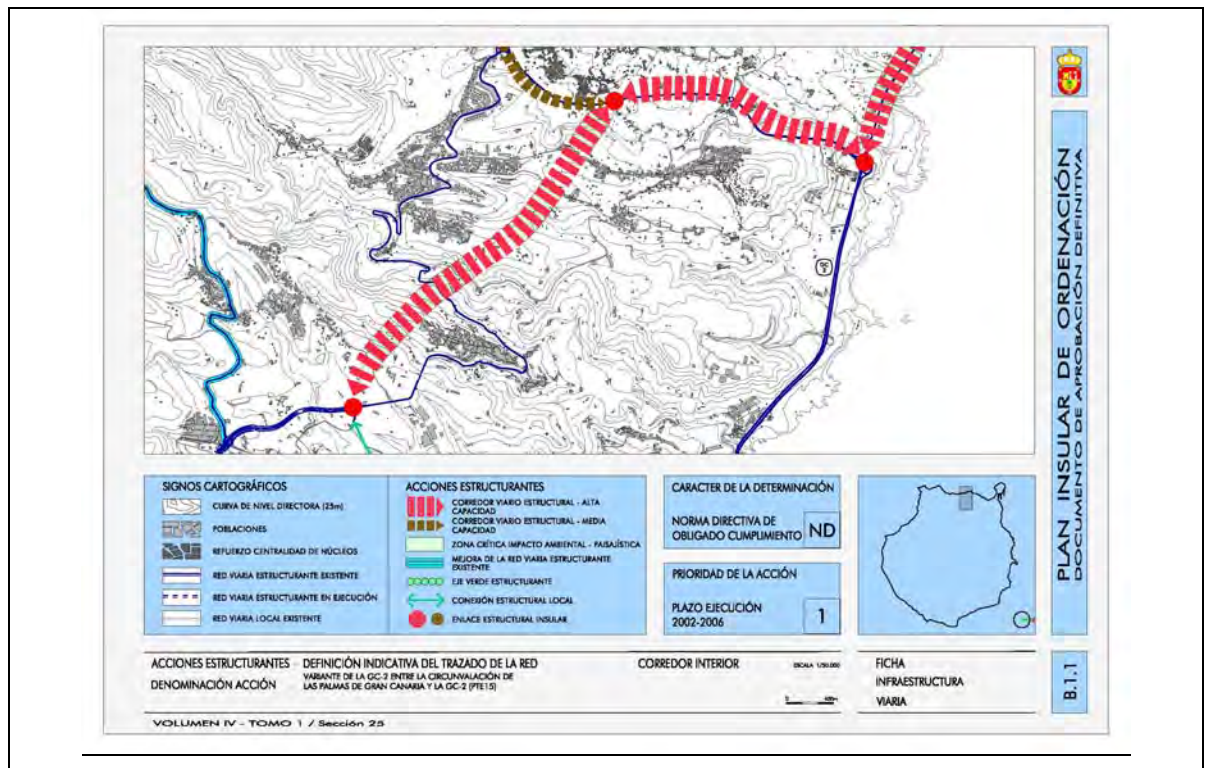 PLAN INSULAR DE ORDENACIÓN
DOCUMENTO DE APROBACIÓN DEFINITIVA
SIGNOS CARTOGRÁFICOS
CURVA DE NIVEL DIRECTORA (25m)
POBLACIONES
REFUERZO CENTRALIDAD DE NÚCLEOS
RED VIARIA ESTRUCTURANTE EXISTENTE
RED VIARIA ESTRUCTURANTE EN EJECUCIÓN
RED VIARIA LOCAL EXISTENTE
ACCIONES ESTRUCTURANTES
CORREDOR VIARIO ESTRUCTURAL - ALTA
CAPACIDAD
CORREDOR VIARIO ESTRUCTURAL - MEDIA
CAPACIDAD
ZONA CRÍTICA IMPACTO AMBIENTAL - PAISAJÍSTICA
MEJORA DE LA RED VIARIA ESTRUCTURANTE
EXISTENTE
EJE VERDE ESTRUCTURANTE
CONEXIÓN ESTRUCTURAL LOCAL
ENLACE ESTRUCTURAL INSULAR
CARACTER DE LA DETERMINACIÓN
NORMA DIRECTIVA DE
OBLIGADO CUMPLIMIENTO ND
PRIORIDAD DE LA ACCIÓN
PLAZO EJECUCIÓN
2002-2006 1
ACCIONES ESTRUCTURANTES - DEFINICIÓN INDICATIVA DEL TRAZADO DE LA RED
DENOMINACIÓN ACCIÓN
VARIANTE DE LA GC-2 ENTRE LA CIRCUNVALACIÓN DE
LAS PALMAS DE GRAN CANARIA Y LA GC-2 (PTE15)
CORREDOR INTERIOR
ESCALA 1/50.000
FICHA
INFRAESTRUCTURA
VIARIA
B.1.1
VOLUMEN IV - TOMO 1 / Sección 25